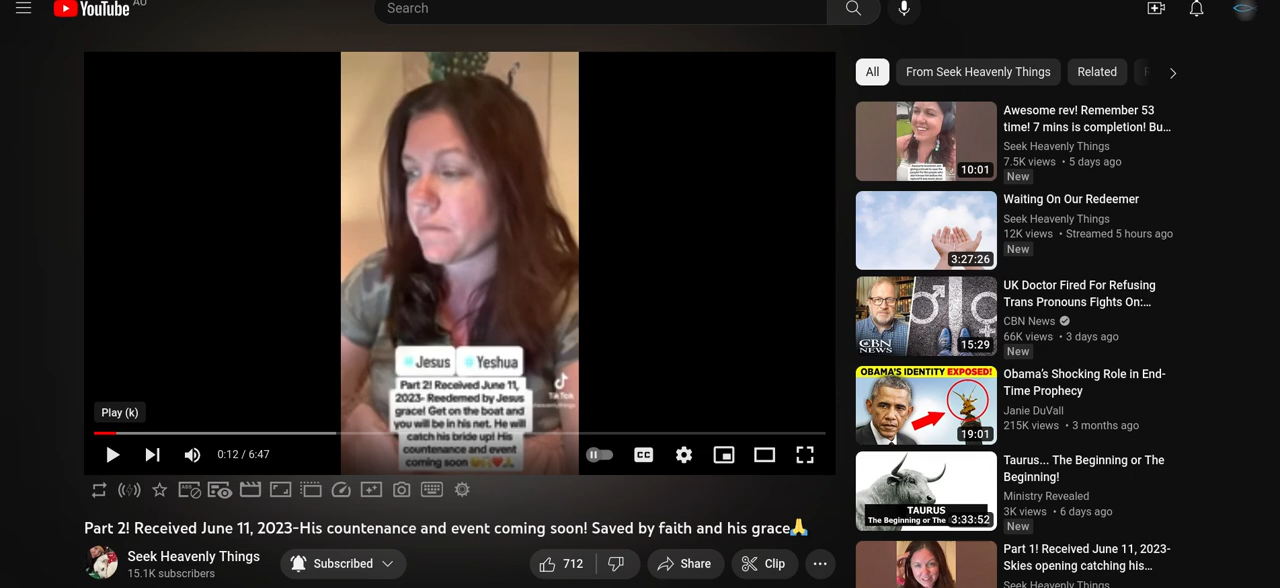 YouTube AU
Search
Jesus Yeshua
Part 2! Received June 11,
2023- Reedemed by Jesus
grace! Get on the boat and
you will be in his net. He will
catch his bride up! His
countenance and event
coming soon
TikTok
Play (k)
0:12 / 6:47
CC
Part 2! Received June 11, 2023-His countenance and event coming soon! Saved by faith and his grace🙏
Seek Heavenly Things
15.1K subscribers
Subscribed
712
Share
Clip
All
From Seek Heavenly Things
Related
10:01
Awesome rev! Remember 53
time! 7 mins is completion! Bu...
Seek Heavenly Things
7.5K views • 5 days ago
New
3:27:26
Waiting On Our Redeemer
Seek Heavenly Things
12K views • Streamed 5 hours ago
New
CBN
NEWS
15:29
UK Doctor Fired For Refusing
Trans Pronouns Fights On:...
CBN News
66K views • 3 days ago
New
OBAMA'S IDENTITY EXPOSED!
19:01
Obama's Shocking Role in End-
Time Prophecy
Janie DuVall
215K views • 3 months ago
TAURUS
The Beginning or The
3:33:52
Taurus... The Beginning or The
Beginning!
Ministry Revealed
3K views • 6 days ago
New
Part 1! Received June 11, 2023-
Skies opening catching his...
Seek Heavenly Things